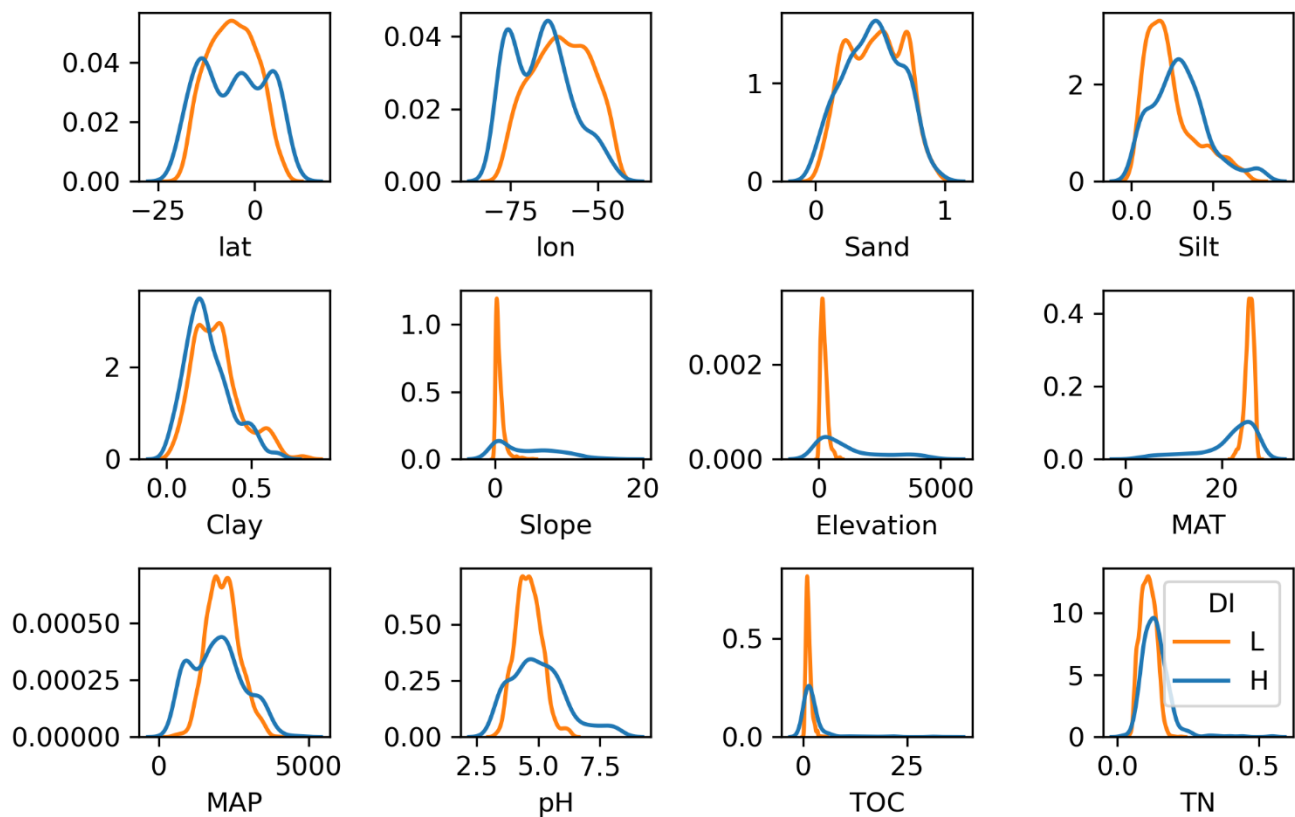 0.04
0.02
0.00
−25 0
lat
0.04
0.02
0.00
−75 −50
lon
1
0
0 1
Sand
2
0
0.0 0.5
Silt
2
0
0.0 0.5
Clay
1.0
0.5
0.0
0 20
Slope
0.002
0.000
0 5000
Elevation
0.4
0.2
0.0
0 20
MAT
0.00050
0.00025
0.00000
0 5000
MAP
0.50
0.25
0.00
2.5 5.0 7.5
pH
0.5
0.0
0 25
TOC
10
5
0
0.0 0.5
TN
DI
L
H